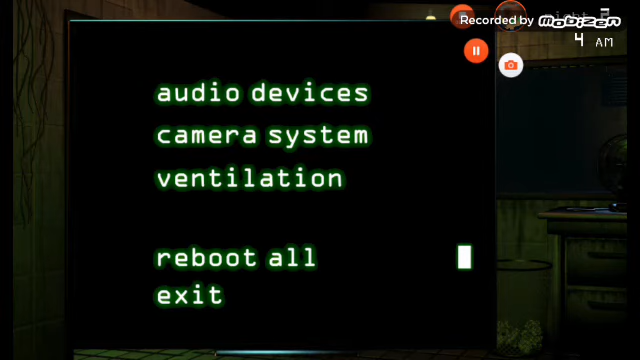 Recorded by mobizen
4 AM
audio devices
camera system
ventilation
reboot all
exit